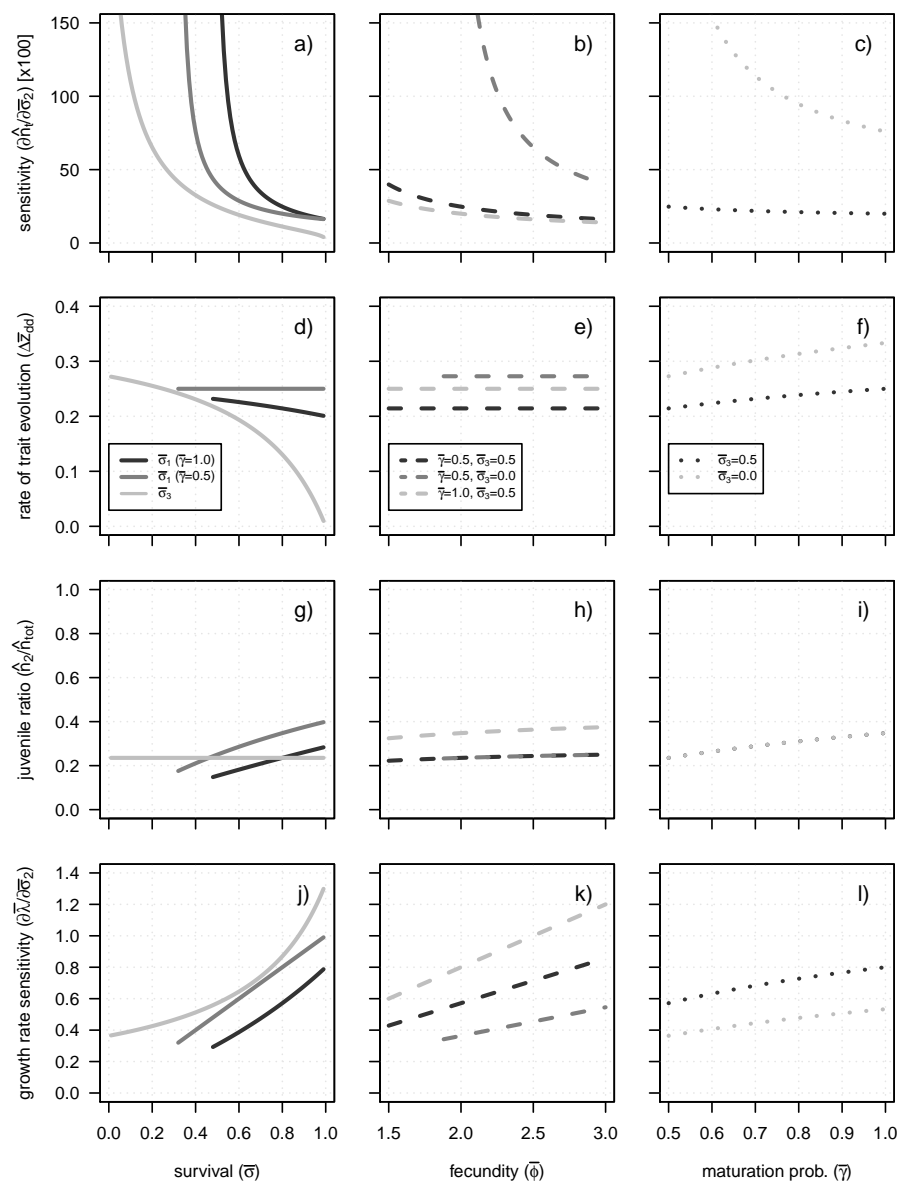 sensitivity (∂n̂ₜ/∂σ̅₂) [x100]
150
100
50
0
a)
b)
c)
rate of trait evolution (Δz̅dd)
0.4
0.3
0.2
0.1
0.0
d)
σ̅₁ (γ̅=1.0)
σ̅₁ (γ̅=0.5)
σ̅₃
e)
γ̅=0.5, σ̅₃=0.5
γ̅=0.5, σ̅₃=0.0
γ̅=1.0, σ̅₃=0.5
f)
σ̅₃=0.5
σ̅₃=0.0
juvenile ratio (n̂₂/n̂tot)
1.0
0.8
0.6
0.4
0.2
0.0
g)
h)
i)
growth rate sensitivity (∂λ̅/∂σ̅₂)
1.4
1.2
1.0
0.8
0.6
0.4
0.2
0.0
j)
k)
l)
0.0 0.2 0.4 0.6 0.8 1.0
1.5 2.0 2.5 3.0
0.5 0.6 0.7 0.8 0.9 1.0
survival (σ̅)
fecundity (ϕ̅)
maturation prob. (γ̅)